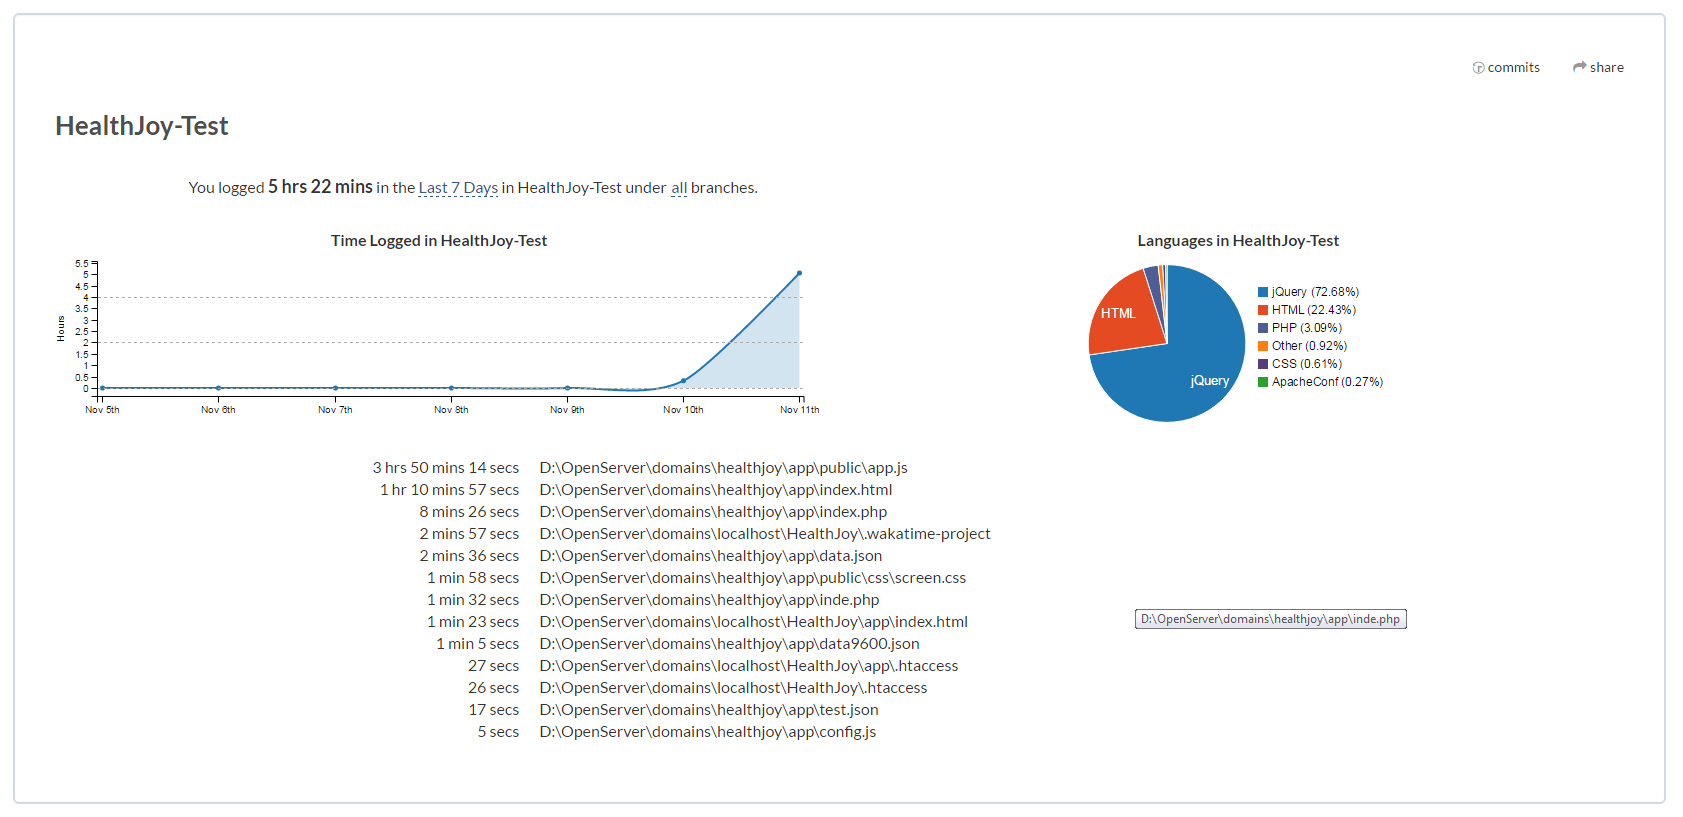 commits share
HealthJoy-Test
You logged 5 hrs 22 mins in the Last 7 Days in HealthJoy-Test under all branches.
Time Logged in HealthJoy-Test
5.5
5
4.5
4
3.5
3
2.5
2
1.5
1
0.5
0
Hours
Nov 5th Nov 6th Nov 7th Nov 8th Nov 9th Nov 10th Nov 11th
Languages in HealthJoy-Test
HTML
jQuery
jQuery (72.68%)
HTML (22.43%)
PHP (3.09%)
Other (0.92%)
CSS (0.61%)
ApacheConf (0.27%)
3 hrs 50 mins 14 secs D:\OpenServer\domains\healthjoy\app\public\app.js
1 hr 10 mins 57 secs D:\OpenServer\domains\healthjoy\app\index.html
8 mins 26 secs D:\OpenServer\domains\healthjoy\app\index.php
2 mins 57 secs D:\OpenServer\domains\localhost\HealthJoy\.wakatime-project
2 mins 36 secs D:\OpenServer\domains\healthjoy\app\data.json
1 min 58 secs D:\OpenServer\domains\healthjoy\app\public\css\screen.css
1 min 32 secs D:\OpenServer\domains\healthjoy\app\inde.php
1 min 23 secs D:\OpenServer\domains\localhost\HealthJoy\app\index.html
1 min 5 secs D:\OpenServer\domains\healthjoy\app\data9600.json
27 secs D:\OpenServer\domains\localhost\HealthJoy\app\.htaccess
26 secs D:\OpenServer\domains\localhost\HealthJoy\.htaccess
17 secs D:\OpenServer\domains\healthjoy\app\test.json
5 secs D:\OpenServer\domains\healthjoy\app\config.js
D:\OpenServer\domains\healthjoy\app\inde.php